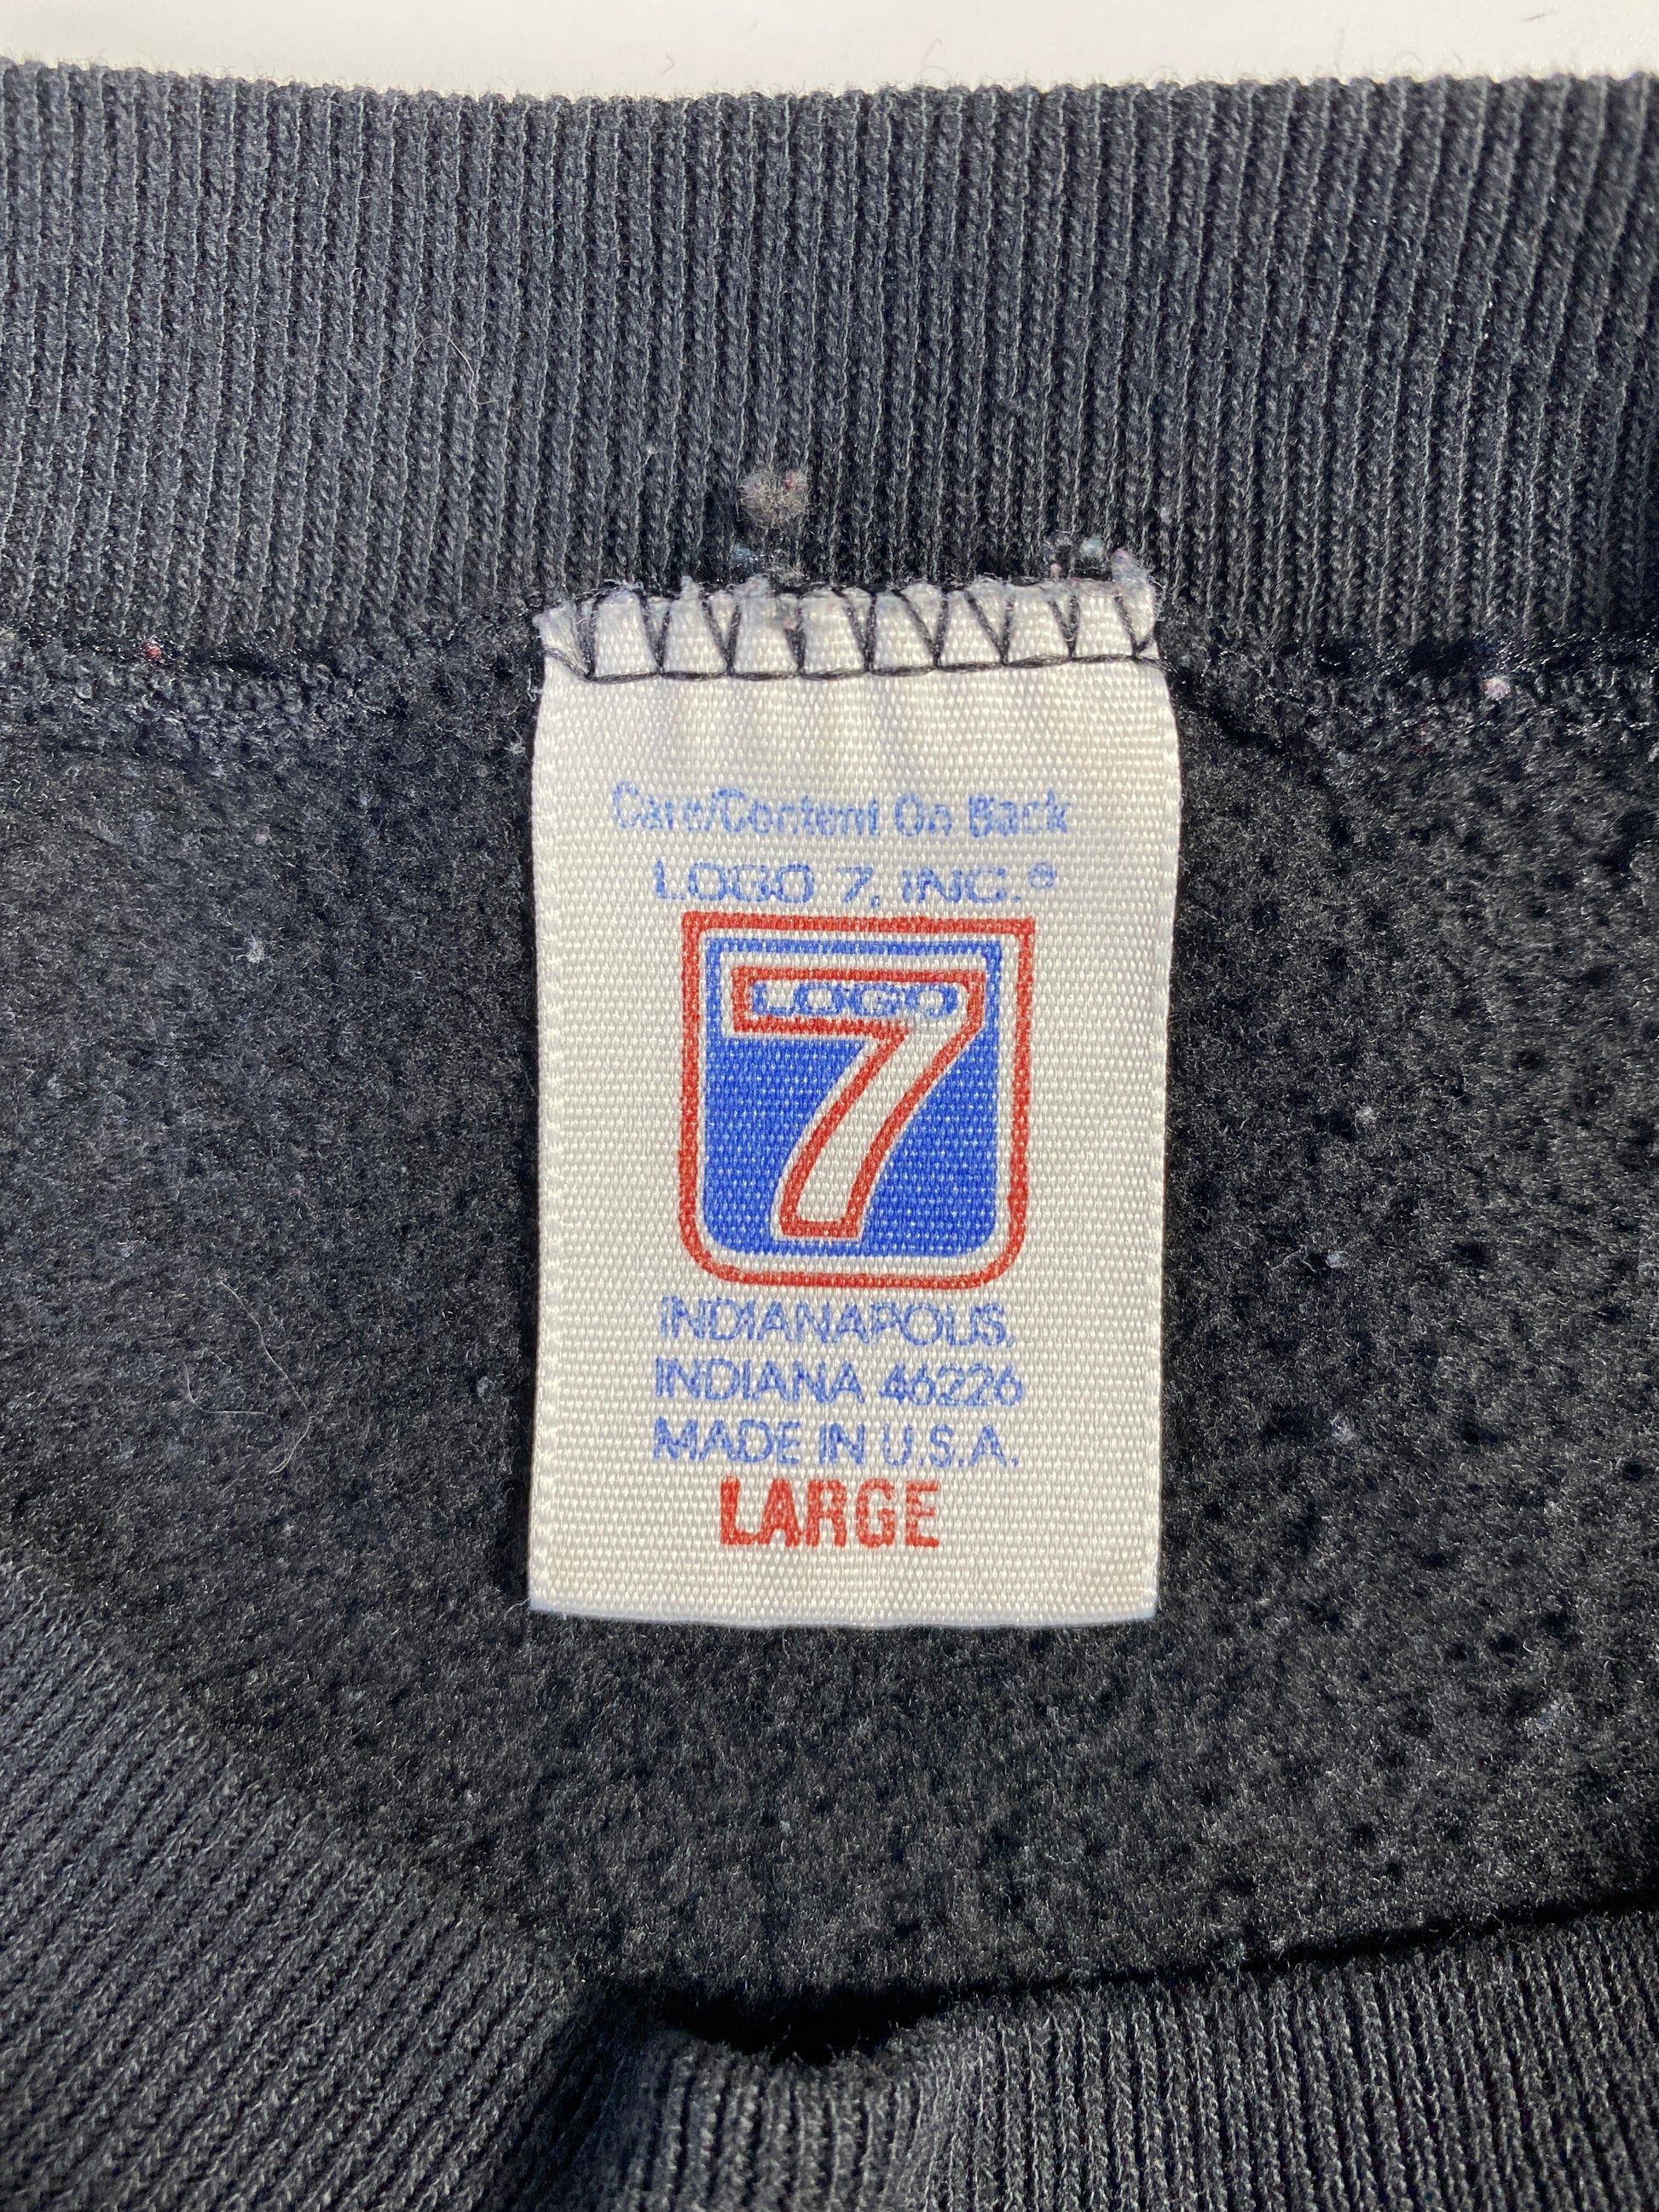 Care/Content On Back
LOGO 7, INC.®
LOGO
7
INDIANAPOLIS,
INDIANA 46226
MADE IN U.S.A.
LARGE